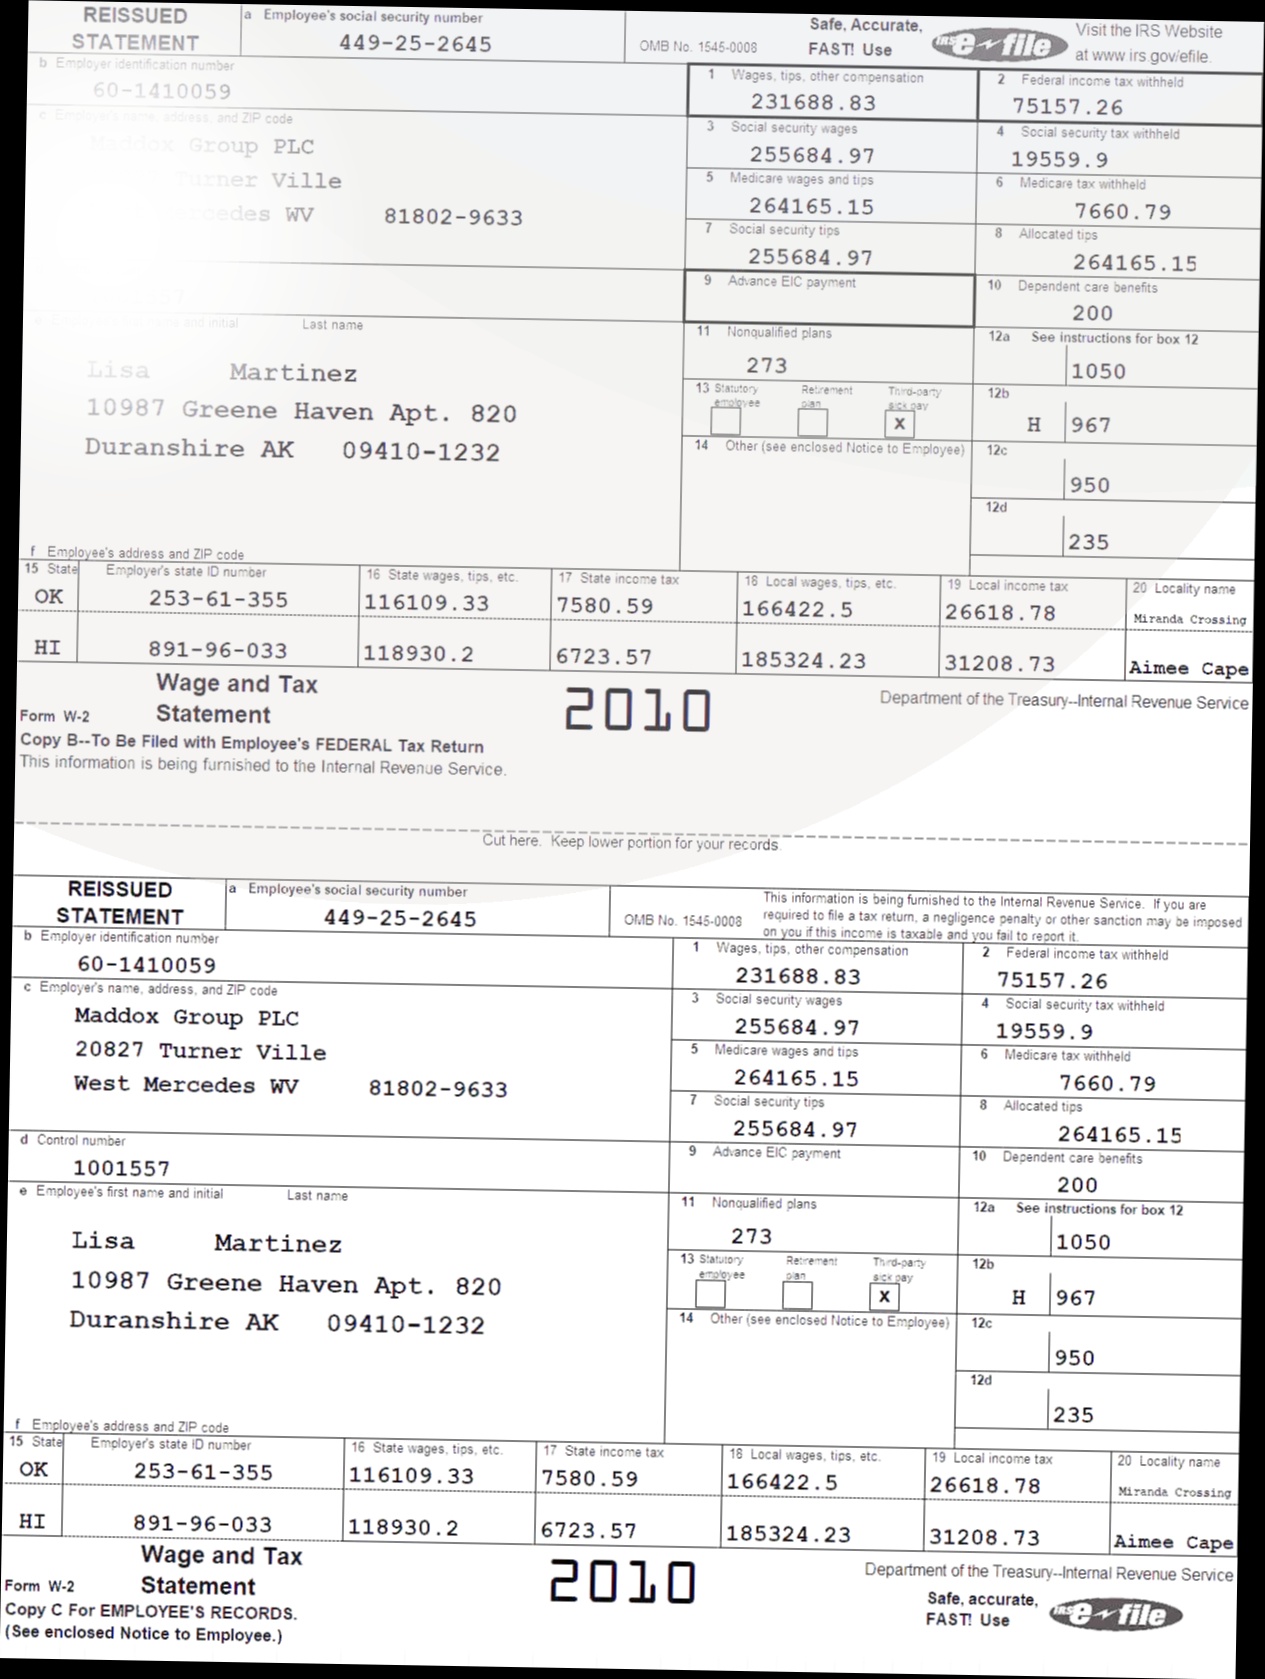 REISSUED STATEMENT
a Employee's social security number
449-25-2645
OMB No. 1545-0008
Safe, Accurate, FAST! Use
IRS e-file
Visit the IRS Website at www irs gov/efile.
b Employer identification number
60-1410059
c Employer's name, address, and ZIP code
Maddox Group PLC
Turner Ville
WV 81802-9633
1 Wages, tips, other compensation
231688.83
2 Federal income tax withheld
75157.26
3 Social security wages
255684.97
4 Social security tax withheld
19559.9
5 Medicare wages and tips
264165.15
6 Medicare tax withheld
7660.79
7 Social security tips
255684.97
8 Allocated tips
264165.15
9 Advance EIC payment
10 Dependent care benefits
200
and initial Last name
Lisa Martinez
10987 Greene Haven Apt. 820
Duranshire AK 09410-1232
11 Nonqualified plans
273
12a See instructions for box 12
1050
13 Statutory employee
Retirement plan
Third-party sick pay
X
12b
H 967
14 Other (see enclosed Notice to Employee)
12c
950
12d
235
f Employee's address and ZIP code
15 State Employer's state ID number 16 State wages, tips, etc. 17 State income tax 18 Local wages, tips, etc. 19 Local income tax 20 Locality name
OK 253-61-355 116109.33 7580.59 166422.5 26618.78 Miranda Crossing
HI 891-96-033 118930.2 6723.57 185324.23 31208.73 Aimee Cape
Form W-2 Wage and Tax Statement
2010
Department of the Treasury--Internal Revenue Service
Copy B--To Be Filed with Employee's FEDERAL Tax Return
This information is being furnished to the Internal Revenue Service.
Cut here. Keep lower portion for your records.
REISSUED STATEMENT
a Employee's social security number
449-25-2645
OMB No. 1545-0008
This information is being furnished to the Internal Revenue Service. If you are
required to file a tax return, a negligence penalty or other sanction may be imposed
on you if this income is taxable and you fail to report it.
b Employer identification number
60-1410059
c Employer's name, address, and ZIP code
Maddox Group PLC
20827 Turner Ville
West Mercedes WV 81802-9633
1 Wages, tips, other compensation
231688.83
2 Federal income tax withheld
75157.26
3 Social security wages
255684.97
4 Social security tax withheld
19559.9
5 Medicare wages and tips
264165.15
6 Medicare tax withheld
7660.79
7 Social security tips
255684.97
8 Allocated tips
264165.15
d Control number
1001557
9 Advance EIC payment
10 Dependent care benefits
200
e Employee's first name and initial Last name
Lisa Martinez
10987 Greene Haven Apt. 820
Duranshire AK 09410-1232
11 Nonqualified plans
273
12a See instructions for box 12
1050
13 Statutory employee
Retirement plan
Third-party sick pay
X
12b
H 967
14 Other (see enclosed Notice to Employee)
12c
950
12d
235
f Employee's address and ZIP code
15 State Employer's state ID number 16 State wages, tips, etc. 17 State income tax 18 Local wages, tips, etc. 19 Local income tax 20 Locality name
OK 253-61-355 116109.33 7580.59 166422.5 26618.78 Miranda Crossing
HI 891-96-033 118930.2 6723.57 185324.23 31208.73 Aimee Cape
Form W-2 Wage and Tax Statement
2010
Department of the Treasury--Internal Revenue Service
Copy C For EMPLOYEE'S RECORDS.
(See enclosed Notice to Employee.)
Safe, accurate, FAST! Use
IRS e-file